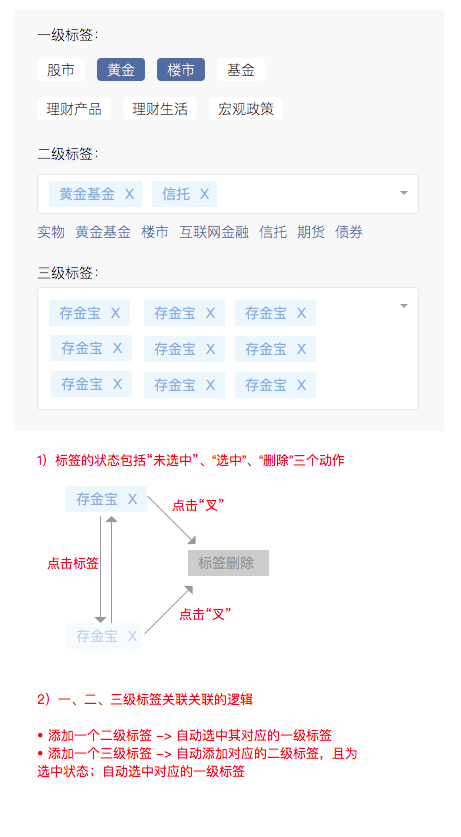 一级标签：
股市 黄金 楼市 基金
理财产品 理财生活 宏观政策
二级标签：
黄金基金 X 信托 X
实物 黄金基金 楼市 互联网金融 信托 期货 债券
三级标签：
存金宝 X 存金宝 X 存金宝 X
存金宝 X 存金宝 X 存金宝 X
存金宝 X 存金宝 X 存金宝 X
1）标签的状态包括“未选中”、“选中”、“删除”三个动作
存金宝 X
点击“叉”
点击标签
标签删除
点击“叉”
存金宝 X
2）一、二、三级标签关联关联的逻辑
• 添加一个二级标签 –> 自动选中其对应的一级标签
• 添加一个三级标签 –> 自动添加对应的二级标签，且为
选中状态；自动选中对应的一级标签